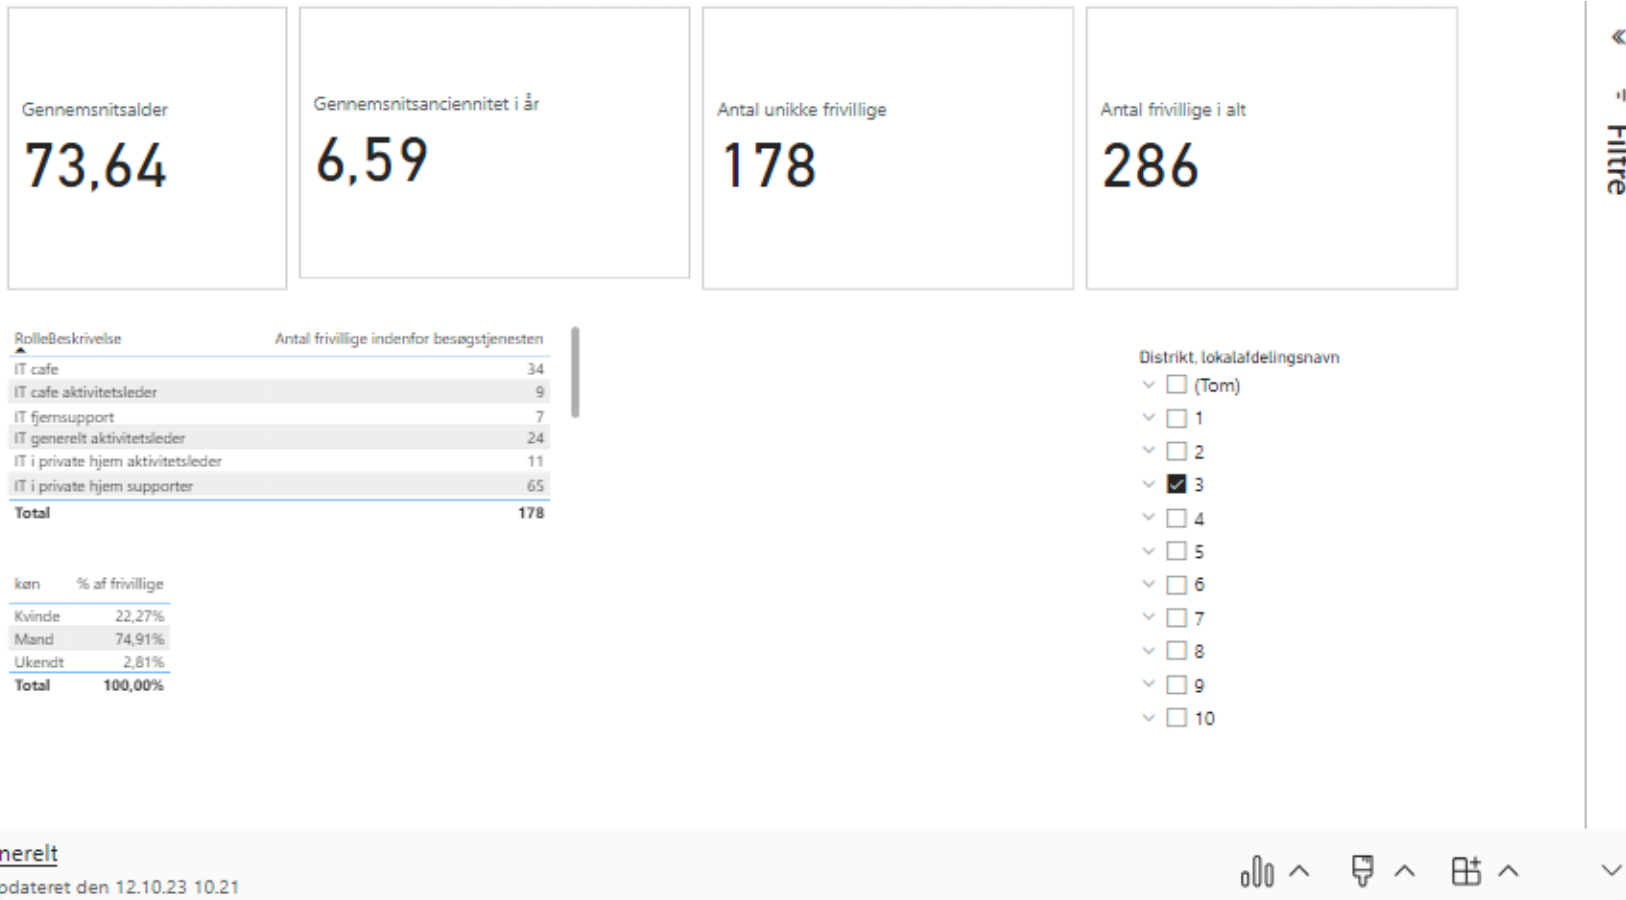 Gennemsnitsalder
73,64
Gennemsnitsanciennitet i år
6,59
Antal unikke frivillige
178
Antal frivillige i alt
286
Filtre
RolleBeskrivelse Antal frivillige indenfor besøgstjenesten
IT cafe 34
IT cafe aktivitetsleder 9
IT fjernsupport 7
IT generelt aktivitetsleder 24
IT i private hjem aktivitetsleder 11
IT i private hjem supporter 65
Total 178
køn % af frivillige
Kvinde 22,27%
Mand 74,91%
Ukendt 2,81%
Total 100,00%
Distrikt, lokalafdelingsnavn
(Tom)
1
2
3
4
5
6
7
8
9
10
nerelt
pdateret den 12.10.23 10.21